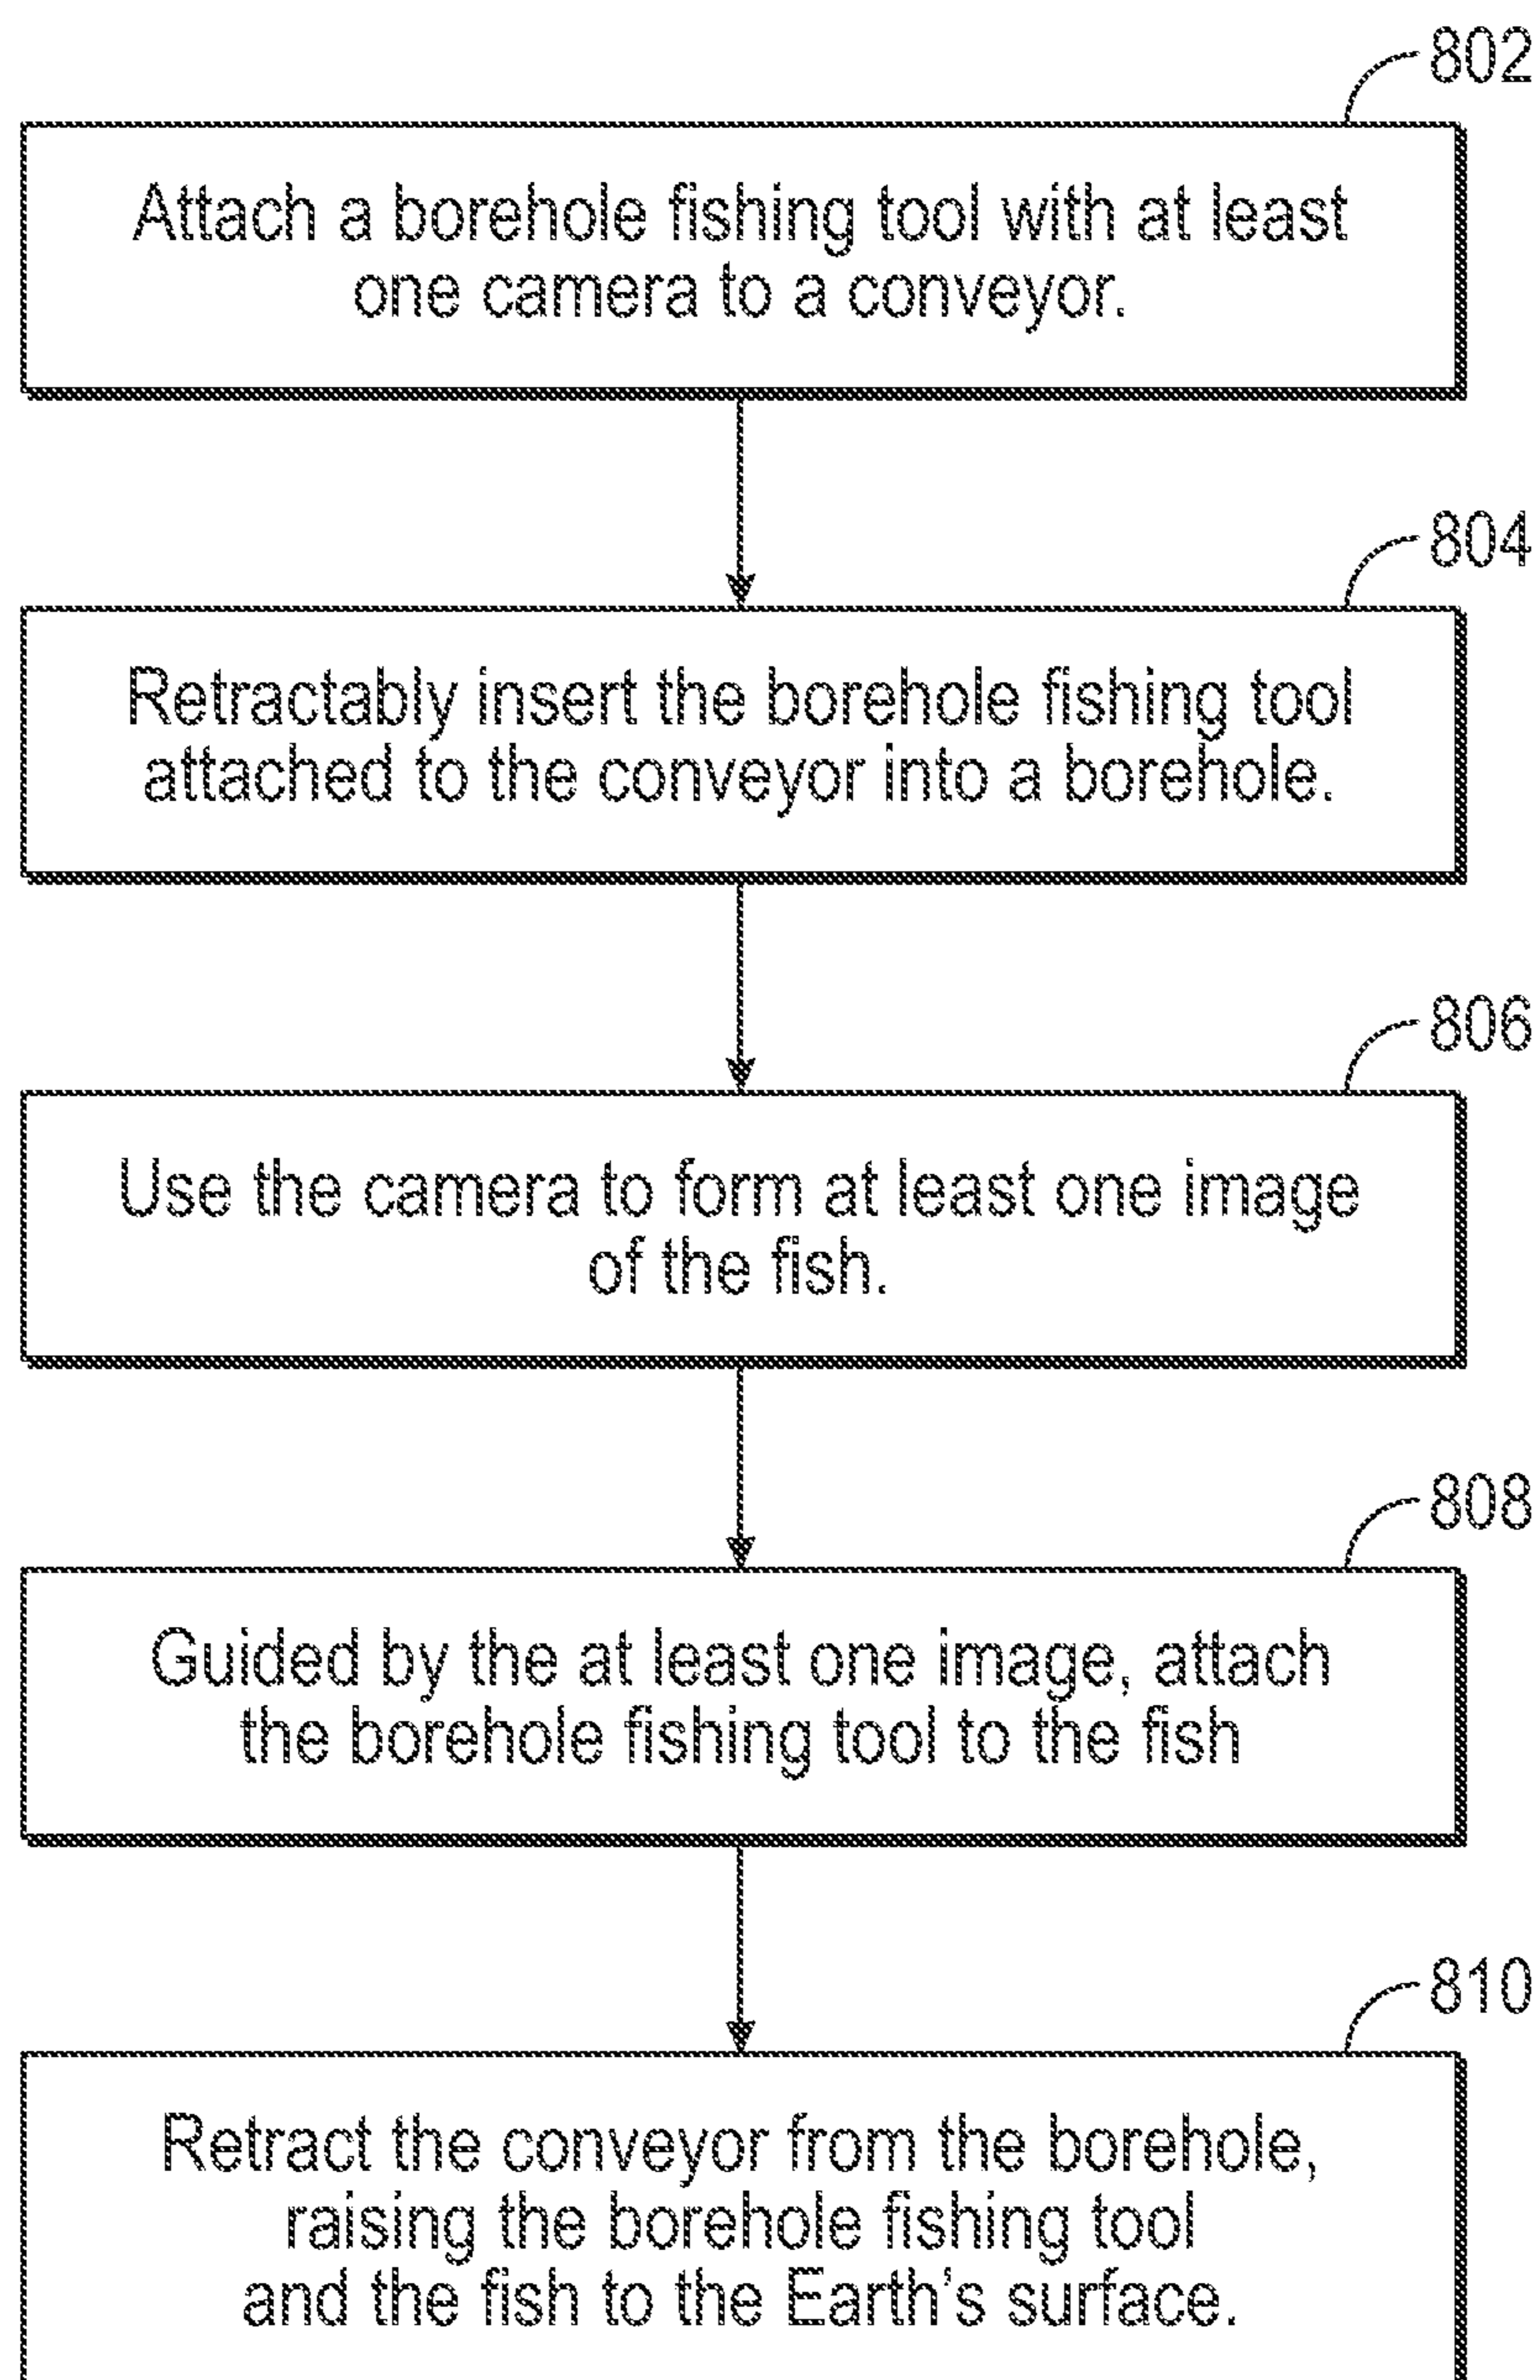 802
Attach a borehole fishing tool with at least
one camera to a conveyor.
804
Retractably insert the borehole fishing tool
attached to the conveyor into a borehole.
806
Use the camera to form at least one image
of the fish.
808
Guided by the at least one image, attach
the borehole fishing tool to the fish
810
Retract the conveyor from the borehole,
raising the borehole fishing tool
and the fish to the Earth's surface.